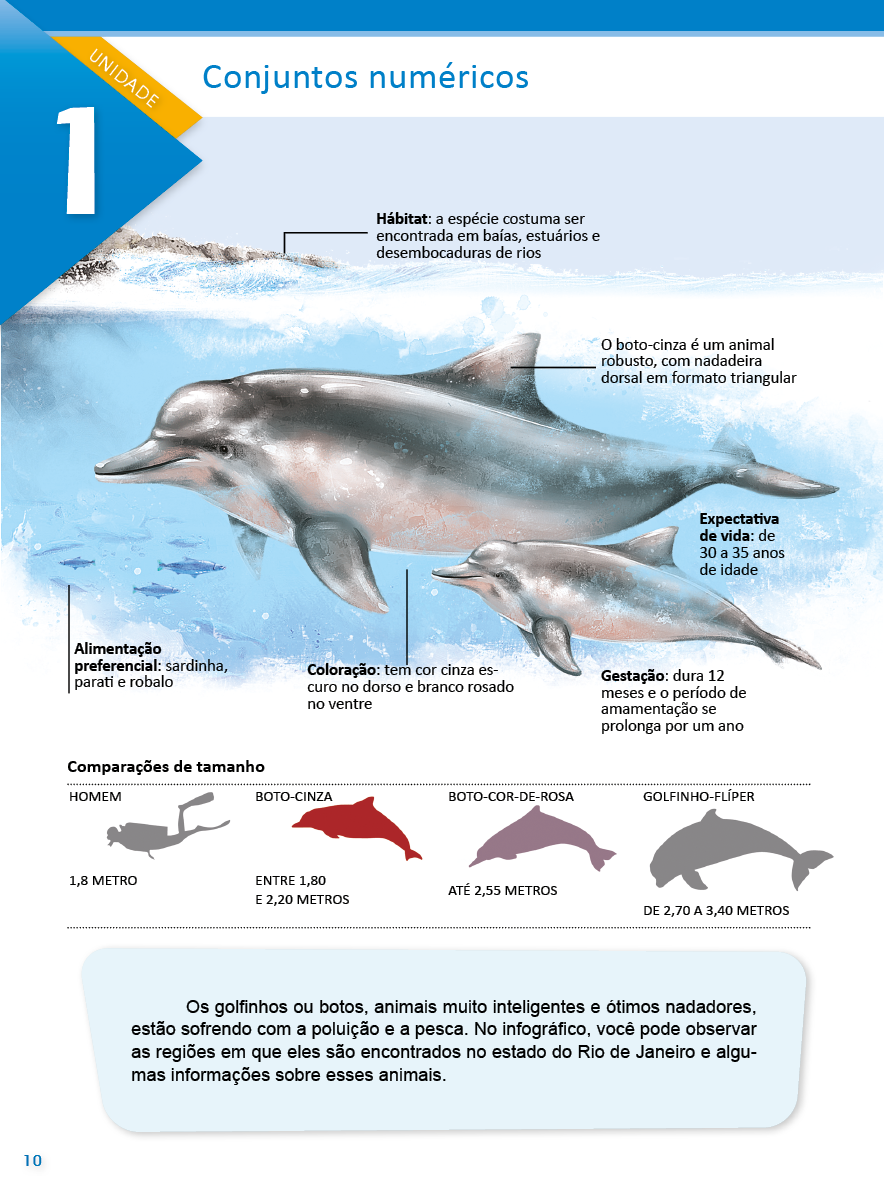 UNIDADE
1
Conjuntos numéricos
Hábitat: a espécie costuma ser
encontrada em baías, estuários e
desembocaduras de rios
O boto-cinza é um animal
robusto, com nadadeira
dorsal em formato triangular
Expectativa
de vida: de
30 a 35 anos
de idade
Alimentação
preferencial: sardinha,
parati e robalo
Coloração: tem cor cinza es-
curo no dorso e branco rosado
no ventre
Gestação: dura 12
meses e o período de
amamentação se
prolonga por um ano
Comparações de tamanho
HOMEM
1,8 METRO
BOTO-CINZA
ENTRE 1,80
E 2,20 METROS
BOTO-COR-DE-ROSA
ATÉ 2,55 METROS
GOLFINHO-FLÍPER
DE 2,70 A 3,40 METROS
Os golfinhos ou botos, animais muito inteligentes e ótimos nadadores,
estão sofrendo com a poluição e a pesca. No infográfico, você pode observar
as regiões em que eles são encontrados no estado do Rio de Janeiro e algu-
mas informações sobre esses animais.
10